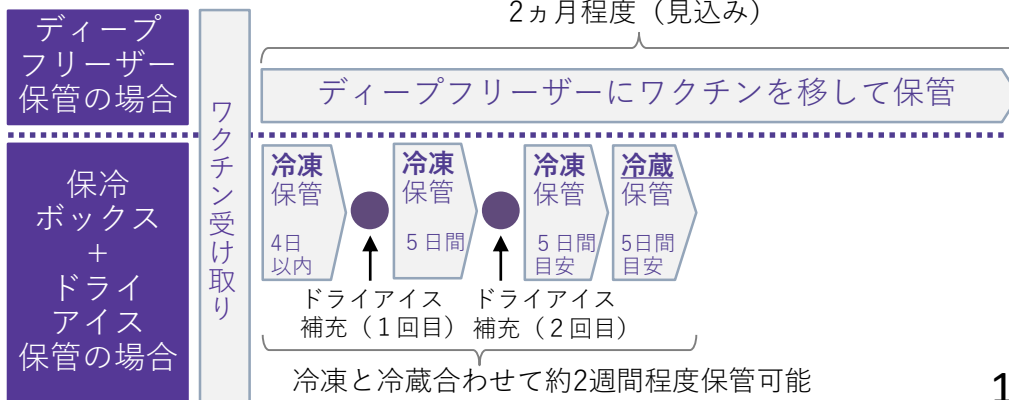 2ヵ月程度（見込み）
ディープ
フリーザー
保管の場合
ワクチン受け取り
ディープフリーザーにワクチンを移して保管
保冷
ボックス
+
ドライ
アイス
保管の場合
冷凍
保管
4日
以内
冷凍
保管
5日間
冷凍
保管
5日間
目安
冷蔵
保管
5日間
目安
ドライアイス
補充（1回目）
ドライアイス
補充（2回目）
冷凍と冷蔵合わせて約2週間程度保管可能
1